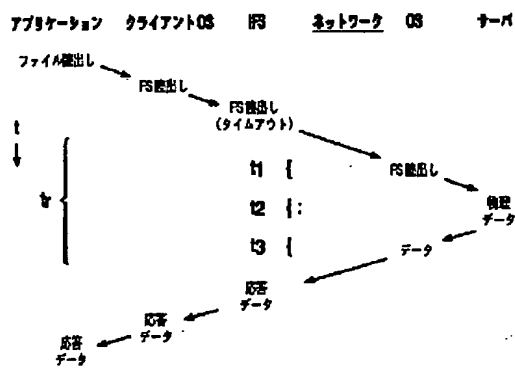 アプリケーション クライアントOS IFS ネットワーク OS サーバ
ファイル読出し
FS読出し
FS読出し
(タイムアウト)
t
t1 {
FS読出し
t2 { :
物理
データ
t3 {
データ
応答
データ
応答
データ
応答
データ